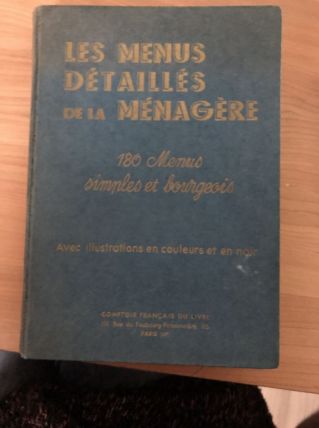 LES MENUS
DÉTAILLÉS
DE LA MÉNAGÈRE
180 Menus
simples et bourgeois
Avec illustrations en couleurs et en noir
COMPTOIR FRANÇAIS DU LIVRE
Rue du Faubourg-Poissonnière
PARIS